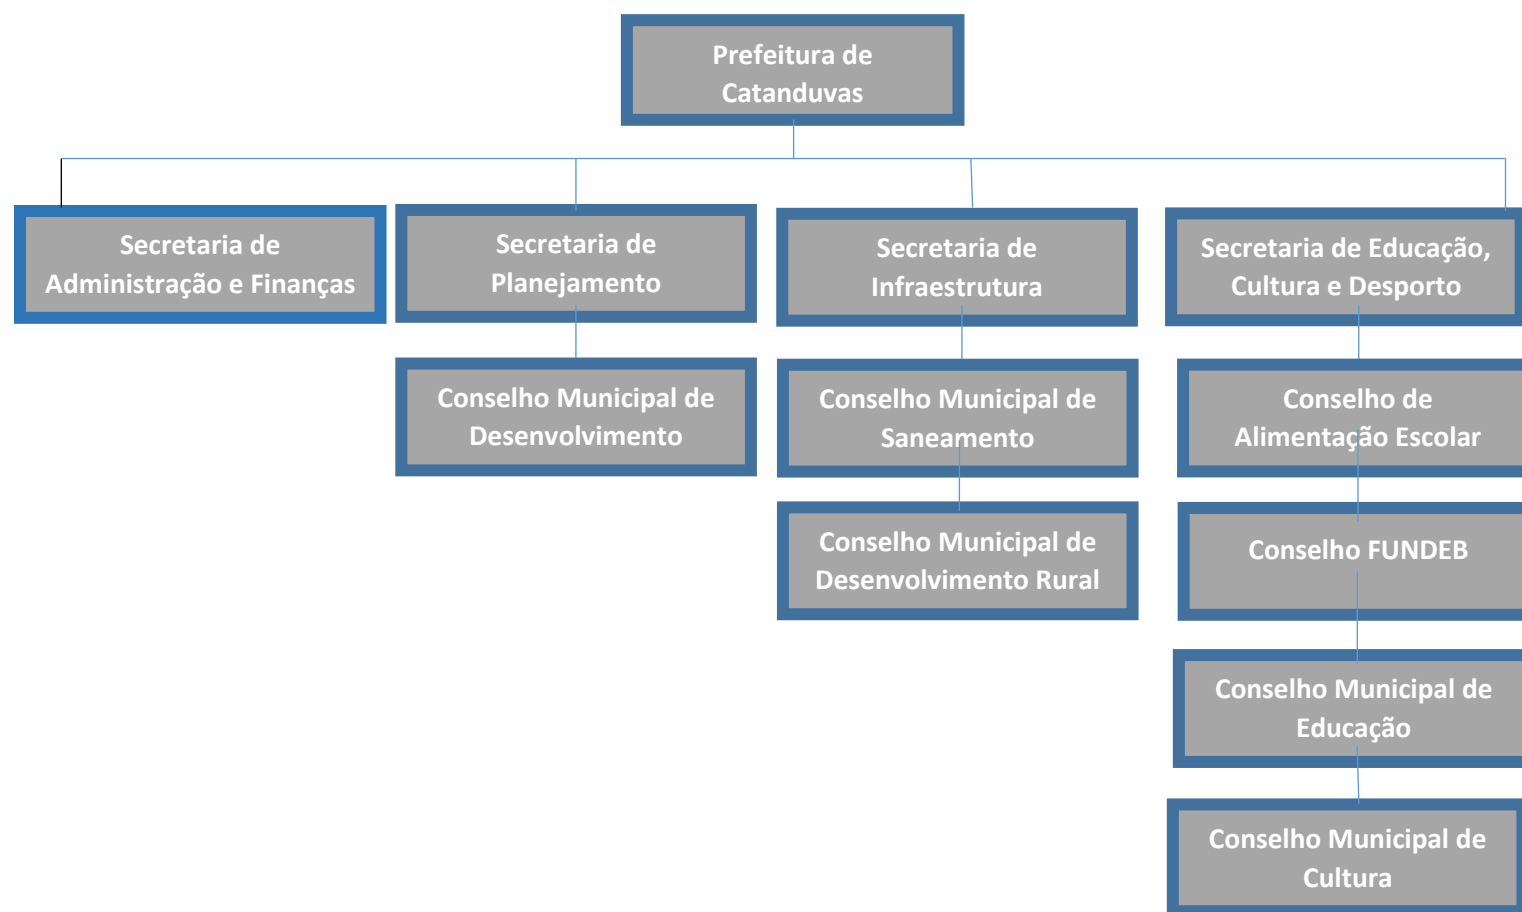 Prefeitura de
Catanduvas
Secretaria de
Administração e Finanças
Secretaria de
Planejamento
Secretaria de
Infraestrutura
Secretaria de Educação,
Cultura e Desporto
Conselho Municipal de
Desenvolvimento
Conselho Municipal de
Saneamento
Conselho de
Alimentação Escolar
Conselho Municipal de
Desenvolvimento Rural
Conselho FUNDEB
Conselho Municipal de
Educação
Conselho Municipal de
Cultura